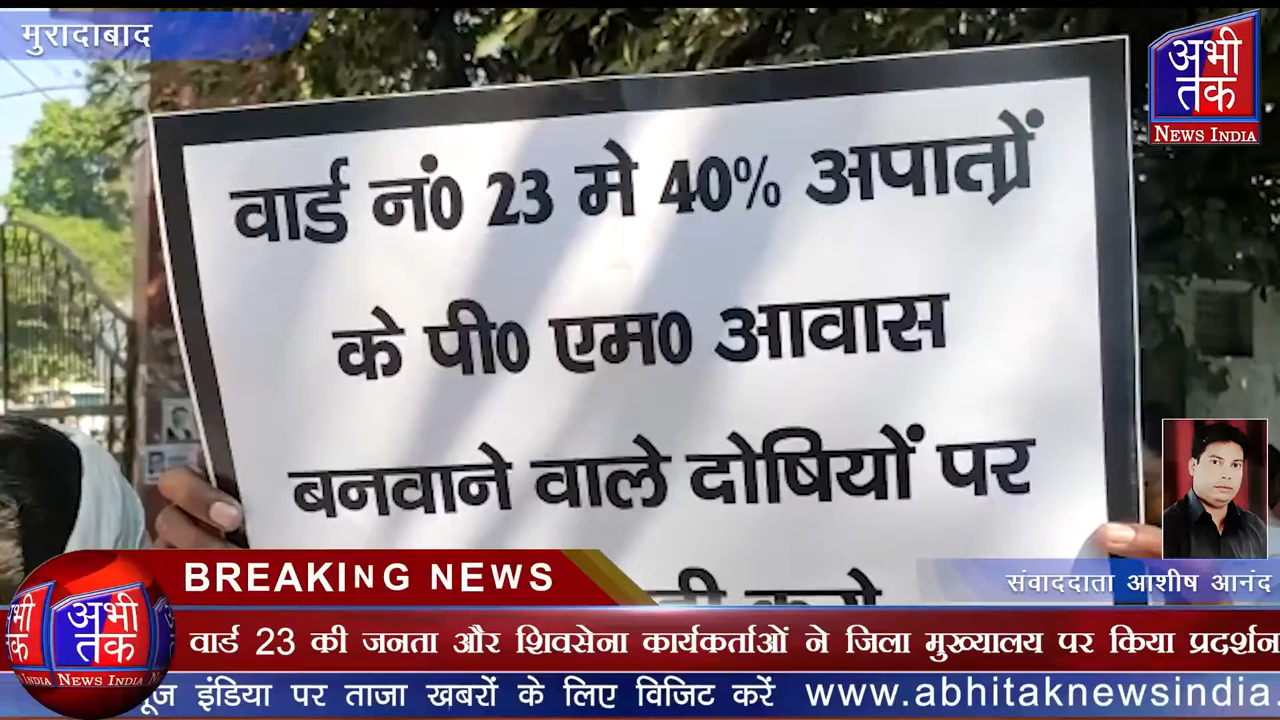 मुरादाबाद
अभी
तक
NEWS INDIA
वार्ड नं0 23 मे 40% अपात्रों
के पी0 एम0 आवास
बनवाने वाले दोषियों पर
करो
BREAKING NEWS
संवाददाता आशीष आनंद
अभी
तक
NEWS INDIA
वार्ड 23 की जनता और शिवसेना कार्यकर्ताओं ने जिला मुख्यालय पर किया प्रदर्शन
इंडिया पर ताजा खबरों के लिए विजिट करें www.abhitaknewsindia.